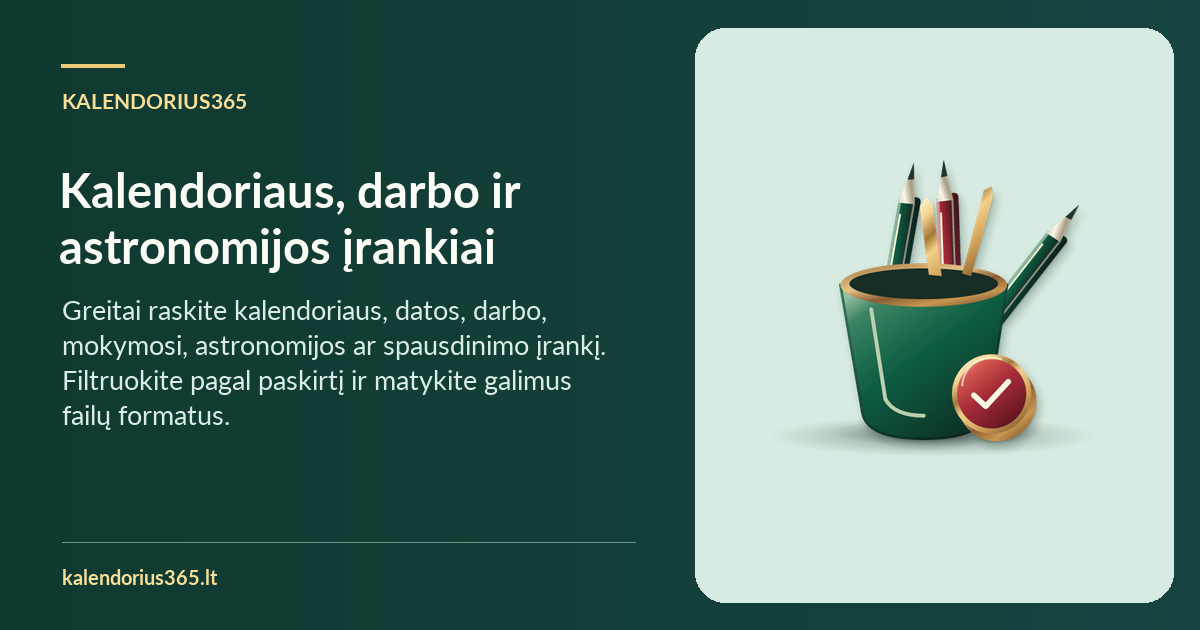 KALENDORIUS365
Kalendoriaus, darbo ir
astronomijos įrankiai
Greitai raskite kalendoriaus, datos, darbo,
mokymosi, astronomijos ar spausdinimo įrankį.
Filtruokite pagal paskirtį ir matykite galimus
failų formatus.
kalendorius365.lt